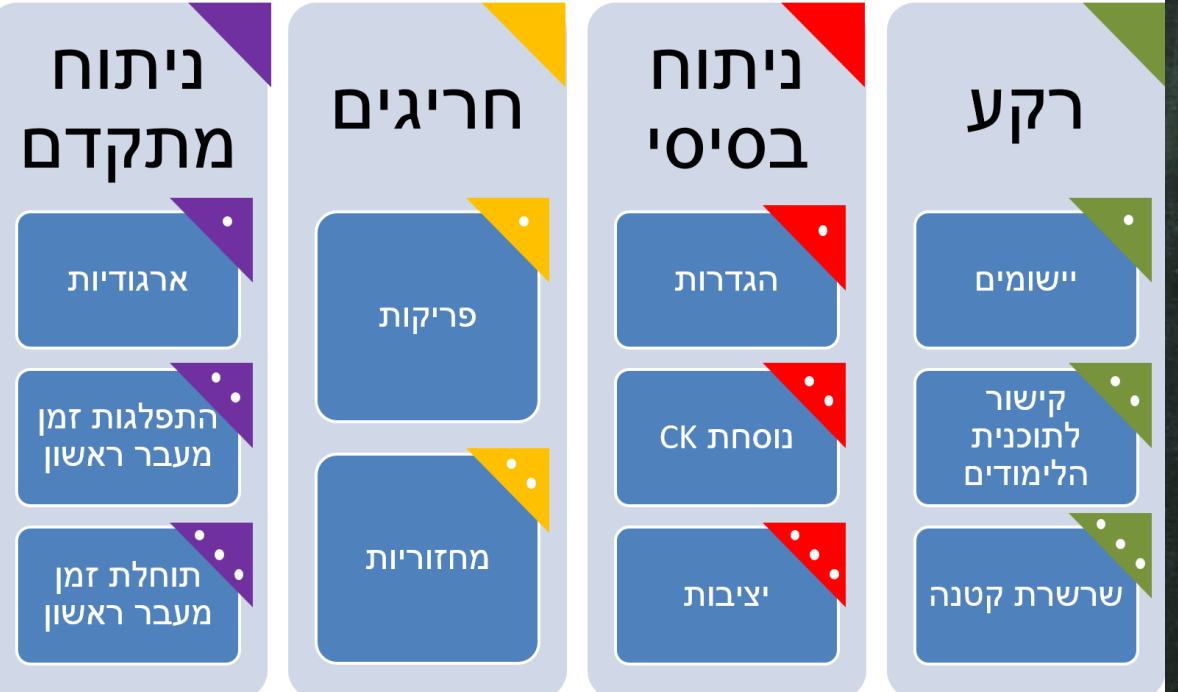 רקע
יישומים
קישור
לתוכנית
הלימודים
שרשרת קטנה
ניתוח
בסיסי
הגדרות
נוסחת CK
יציבות
חריגים
פריקות
מחזוריות
ניתוח
מתקדם
ארגודיות
התפלגות זמן
מעבר ראשון
תוחלת זמן
מעבר ראשון